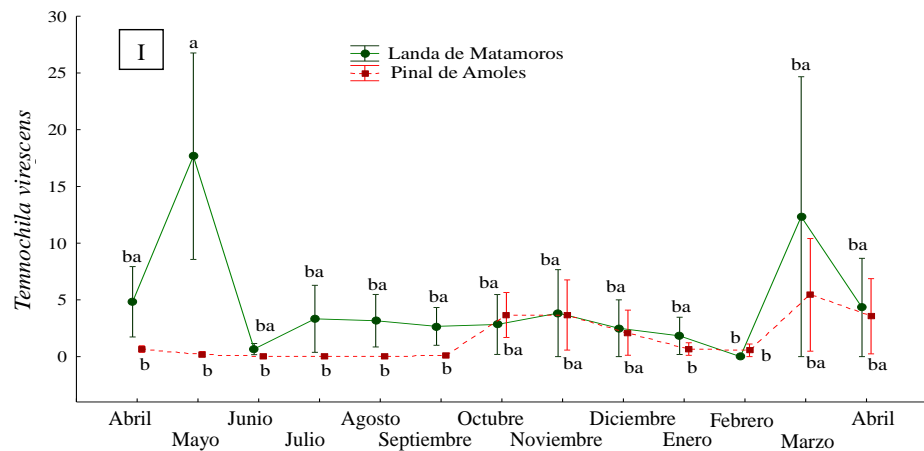 30
25
20
15
10
5
0
Temnochila virescens
I
Landa de Matamoros
Pinal de Amoles
ba
a
ba
ba
ba
ba
ba
ba
ba
ba
b
ba
ba
b
b
b
b
b
b
ba
ba
ba
b
b
ba
ba
Abril
Mayo
Junio
Julio
Agosto
Septiembre
Octubre
Noviembre
Diciembre
Enero
Febrero
Marzo
Abril